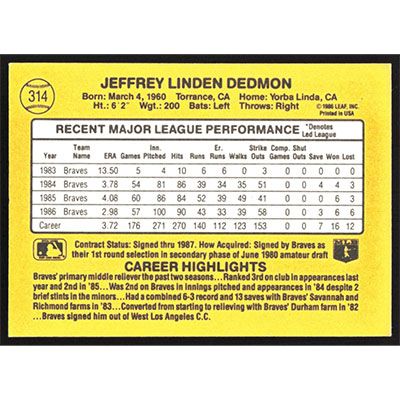 314
JEFFREY LINDEN DEDMON
Born: March 4, 1960 Torrance, CA Home: Yorba Linda, CA
Ht.: 6'2" Wgt.: 200 Bats: Left Throws: Right
© 1986 LEAF, INC.
Printed in USA
RECENT MAJOR LEAGUE PERFORMANCE *Denotes Led League
Year Team Name ERA Games Inn. Pitched Hits Runs Er. Runs Walks Strike Outs Comp. Games Shut Outs Save Won Lost
1983 Braves 13.50 5 4 10 6 6 0 3 0 0 0 0 0
1984 Braves 3.78 54 81 86 39 34 35 51 0 0 4 4 3
1985 Braves 4.08 60 86 84 45 39 49 41 0 0 0 6 3
1986 Braves 2.98 57 100 90 43 33 39 58 0 0 3 6 6
Career 3.72 176 271 270 140 112 153 0 0 7 16 12
Contract Status: Signed thru 1987. How Acquired: Signed by Braves as
their 1st round selection in secondary phase of June 1980 amateur draft
CAREER HIGHLIGHTS
Braves' primary middle reliever the past two seasons...Ranked 3rd on club in appearances last
year and 2nd in '85...Was 2nd on Braves in innings pitched and appearances in '84 despite 2
brief stints in the minors...Had a combined 6-3 record and 13 saves with Braves' Savannah and
Richmond farms in '83...Converted from starting to relieving with Braves' Durham farm in '82...
Braves signed him out of West Los Angeles C.C.